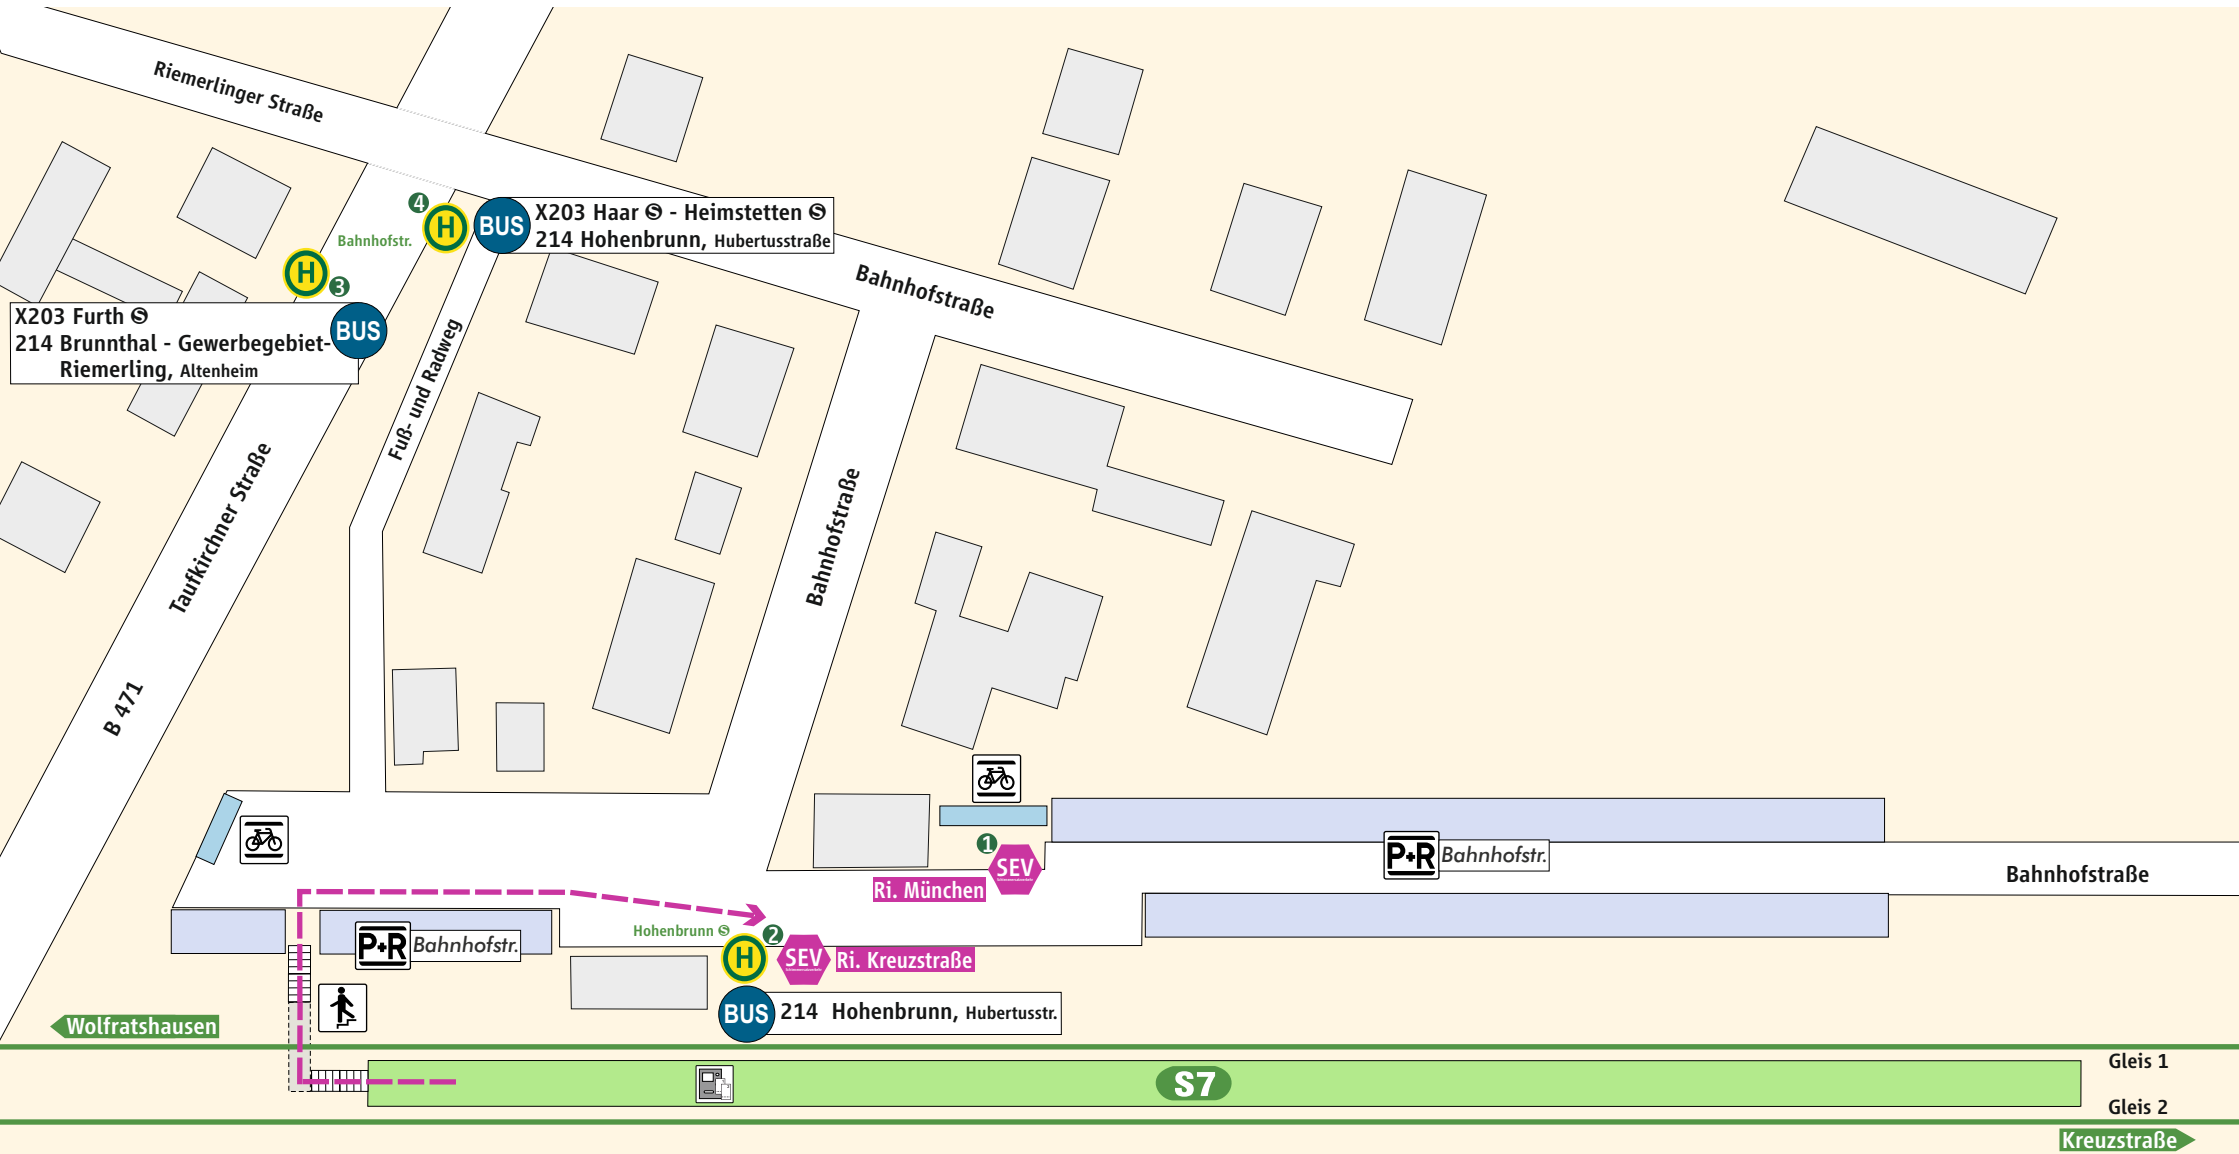 Riemerlinger Straße
4
H
BUS
X203 Haar S - Heimstetten S
214 Hohenbrunn, Hubertusstraße
Bahnhofstr.
H
3
X203 Furth S
214 Brunnthal - Gewerbegebiet-
Riemerling, Altenheim
BUS
Bahnhofstraße
Fuß- und Radweg
Taufkirchner Straße
Bahnhofstraße
B 471
1
SEV
Ri. München
P+R Bahnhofstr.
Bahnhofstraße
P+R Bahnhofstr.
Hohenbrunn S
2
H
SEV
Ri. Kreuzstraße
BUS
214 Hohenbrunn, Hubertusstr.
Wolfratshausen
Gleis 1
S7
Gleis 2
Kreuzstraße